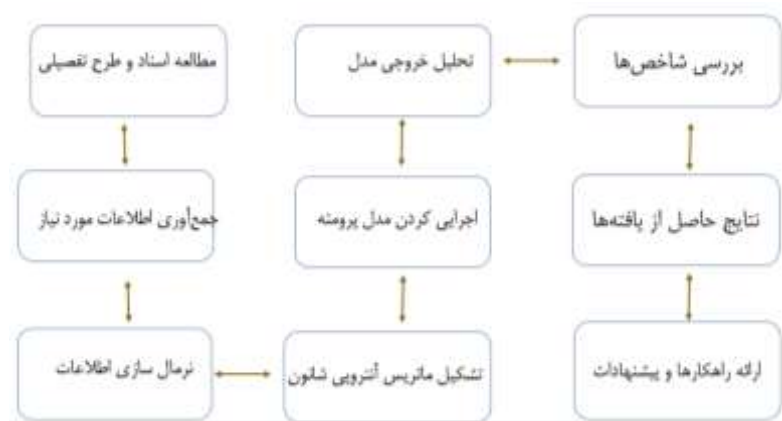 مطالعه اسناد و طرح تفصیلی
جمع‌آوری اطلاعات مورد نیاز
نرمال سازی اطلاعات
تشکیل ماتریس آنتروپی شانون
اجرایی کردن مدل پرومته
تحلیل خروجی مدل
بررسی شاخص‌ها
نتایج حاصل از یافته‌ها
ارائه راهکارها و پیشنهادات